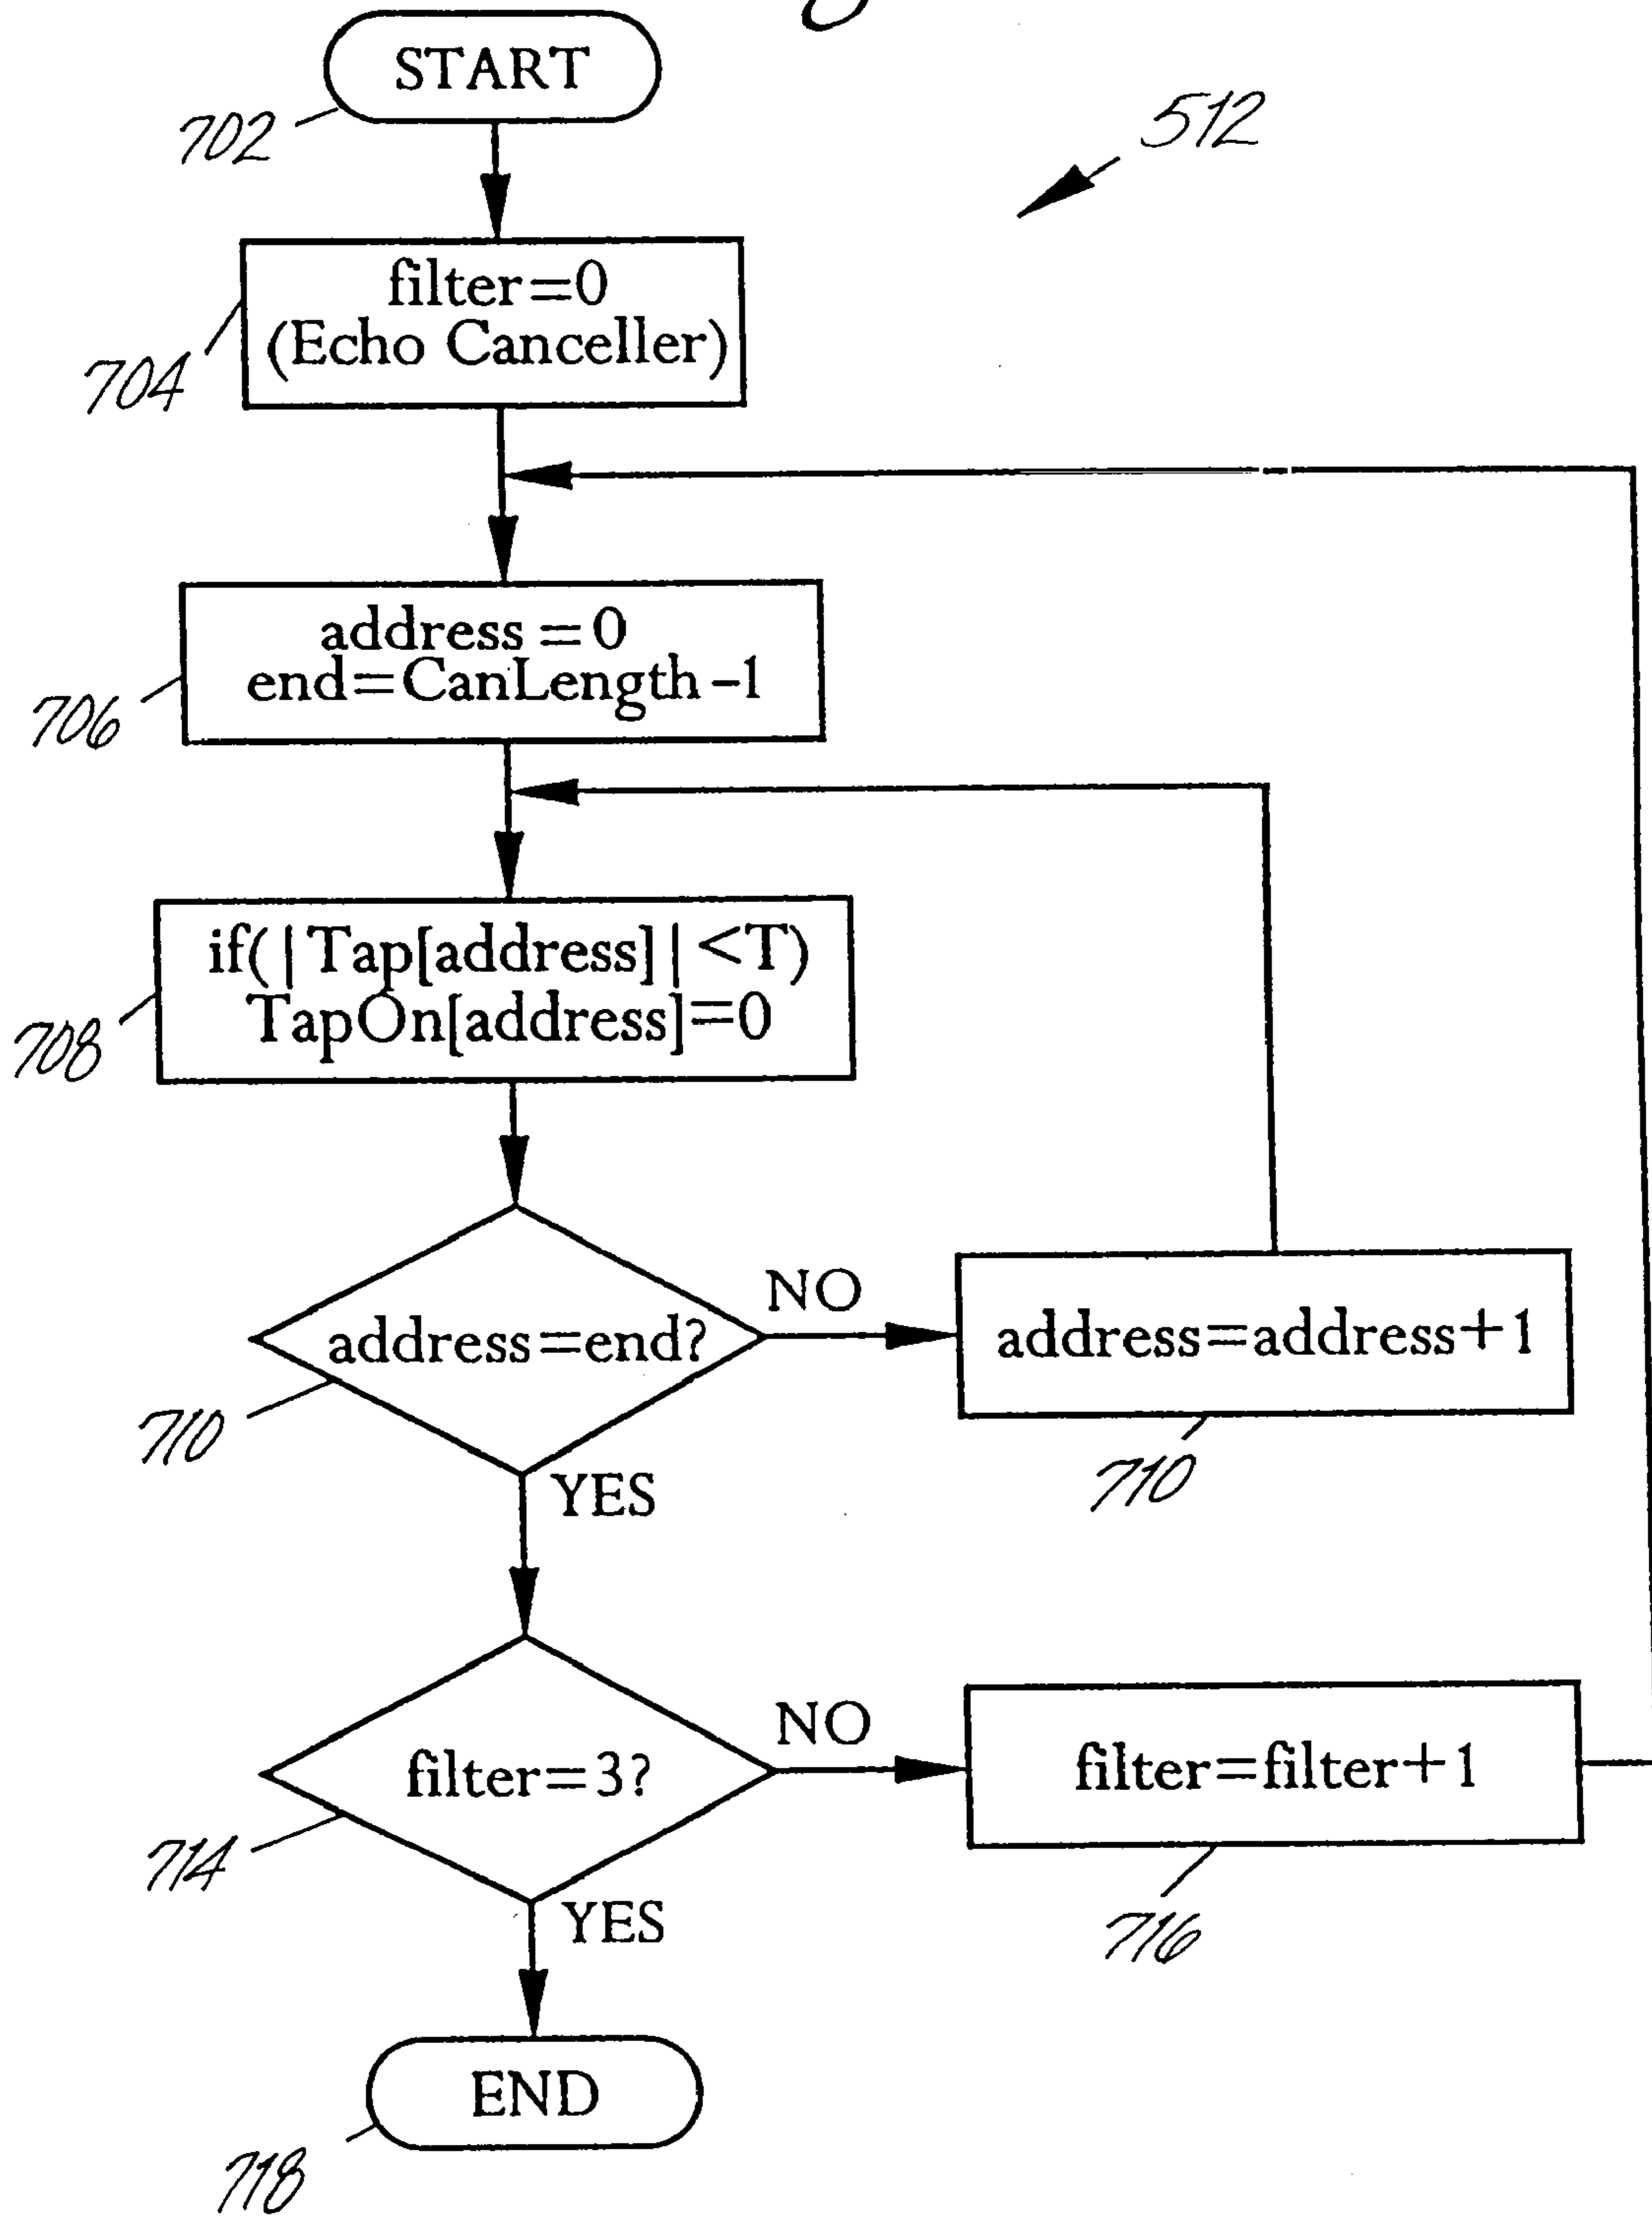 START
702
512
filter=0
(Echo Canceller)
704
address=0
end=CanLength-1
706
if(|Tap[address]|<T)
TapOn[address]=0
708
address=end?
NO
address=address+1
710
710
YES
filter=3?
NO
filter=filter+1
714
716
YES
END
718